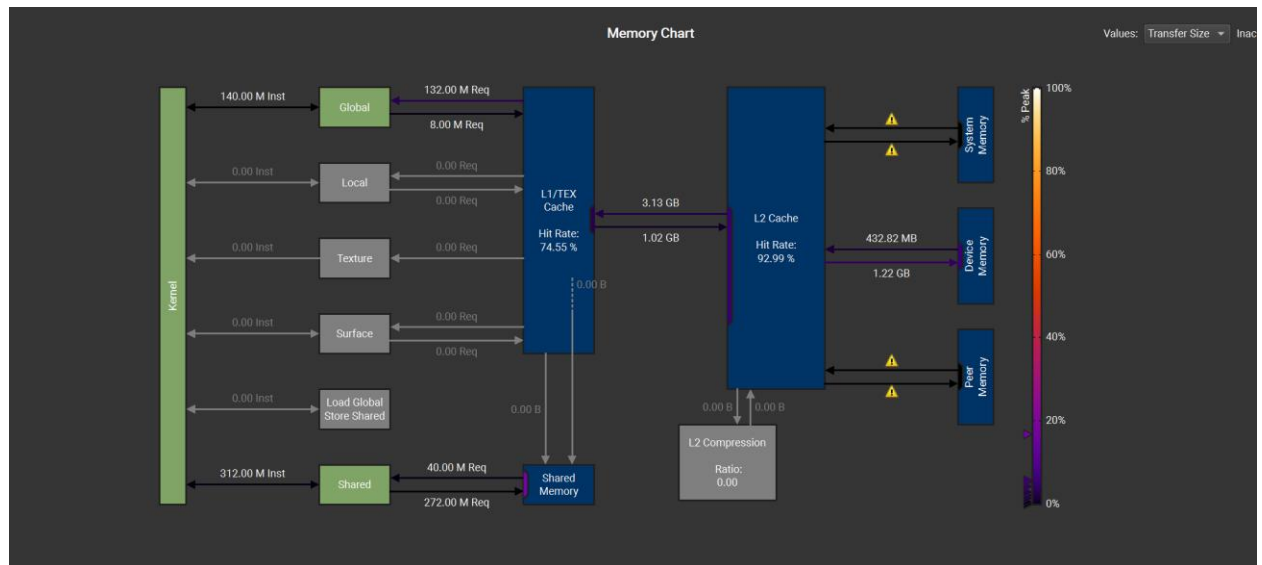 Memory Chart
Values: Transfer Size Inac
Kernel
140.00 M Inst
Global
132.00 M Req
8.00 M Req
0.00 Inst
Local
0.00 Req
0.00 Req
0.00 Inst
Texture
0.00 Req
0.00 Inst
Surface
0.00 Req
0.00 Req
0.00 Inst
Load Global
Store Shared
312.00 M Inst
Shared
40.00 M Req
272.00 M Req
L1/TEX
Cache
Hit Rate:
74.55 %
0.00 B
0.00 B
Shared
Memory
3.13 GB
1.02 GB
L2 Cache
Hit Rate:
92.99 %
0.00 B
0.00 B
L2 Compression
Ratio:
0.00
432.82 MB
1.22 GB
System
Memory
Device
Memory
Peer
Memory
% Peak
100%
80%
60%
40%
20%
0%